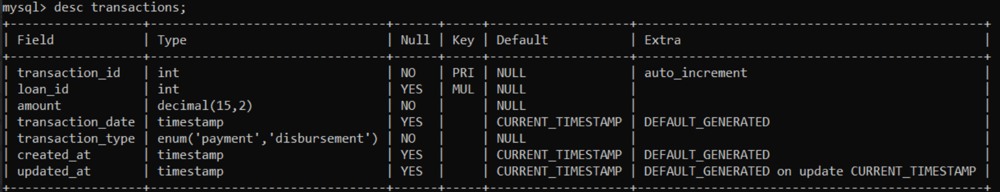 mysql> desc transactions;
+------------------+--------------------------------+------+-----+-------------------+-----------------------------------------------+
| Field            | Type                           | Null | Key | Default           | Extra                                         |
+------------------+--------------------------------+------+-----+-------------------+-----------------------------------------------+
| transaction_id   | int                            | NO   | PRI | NULL              | auto_increment                                |
| loan_id          | int                            | YES  | MUL | NULL              |                                               |
| amount           | decimal(15,2)                  | NO   |     | NULL              |                                               |
| transaction_date | timestamp                      | YES  |     | CURRENT_TIMESTAMP | DEFAULT_GENERATED                             |
| transaction_type | enum('payment','disbursement') | NO   |     | NULL              |                                               |
| created_at       | timestamp                      | YES  |     | CURRENT_TIMESTAMP | DEFAULT_GENERATED                             |
| updated_at       | timestamp                      | YES  |     | CURRENT_TIMESTAMP | DEFAULT_GENERATED on update CURRENT_TIMESTAMP |
+------------------+--------------------------------+------+-----+-------------------+-----------------------------------------------+